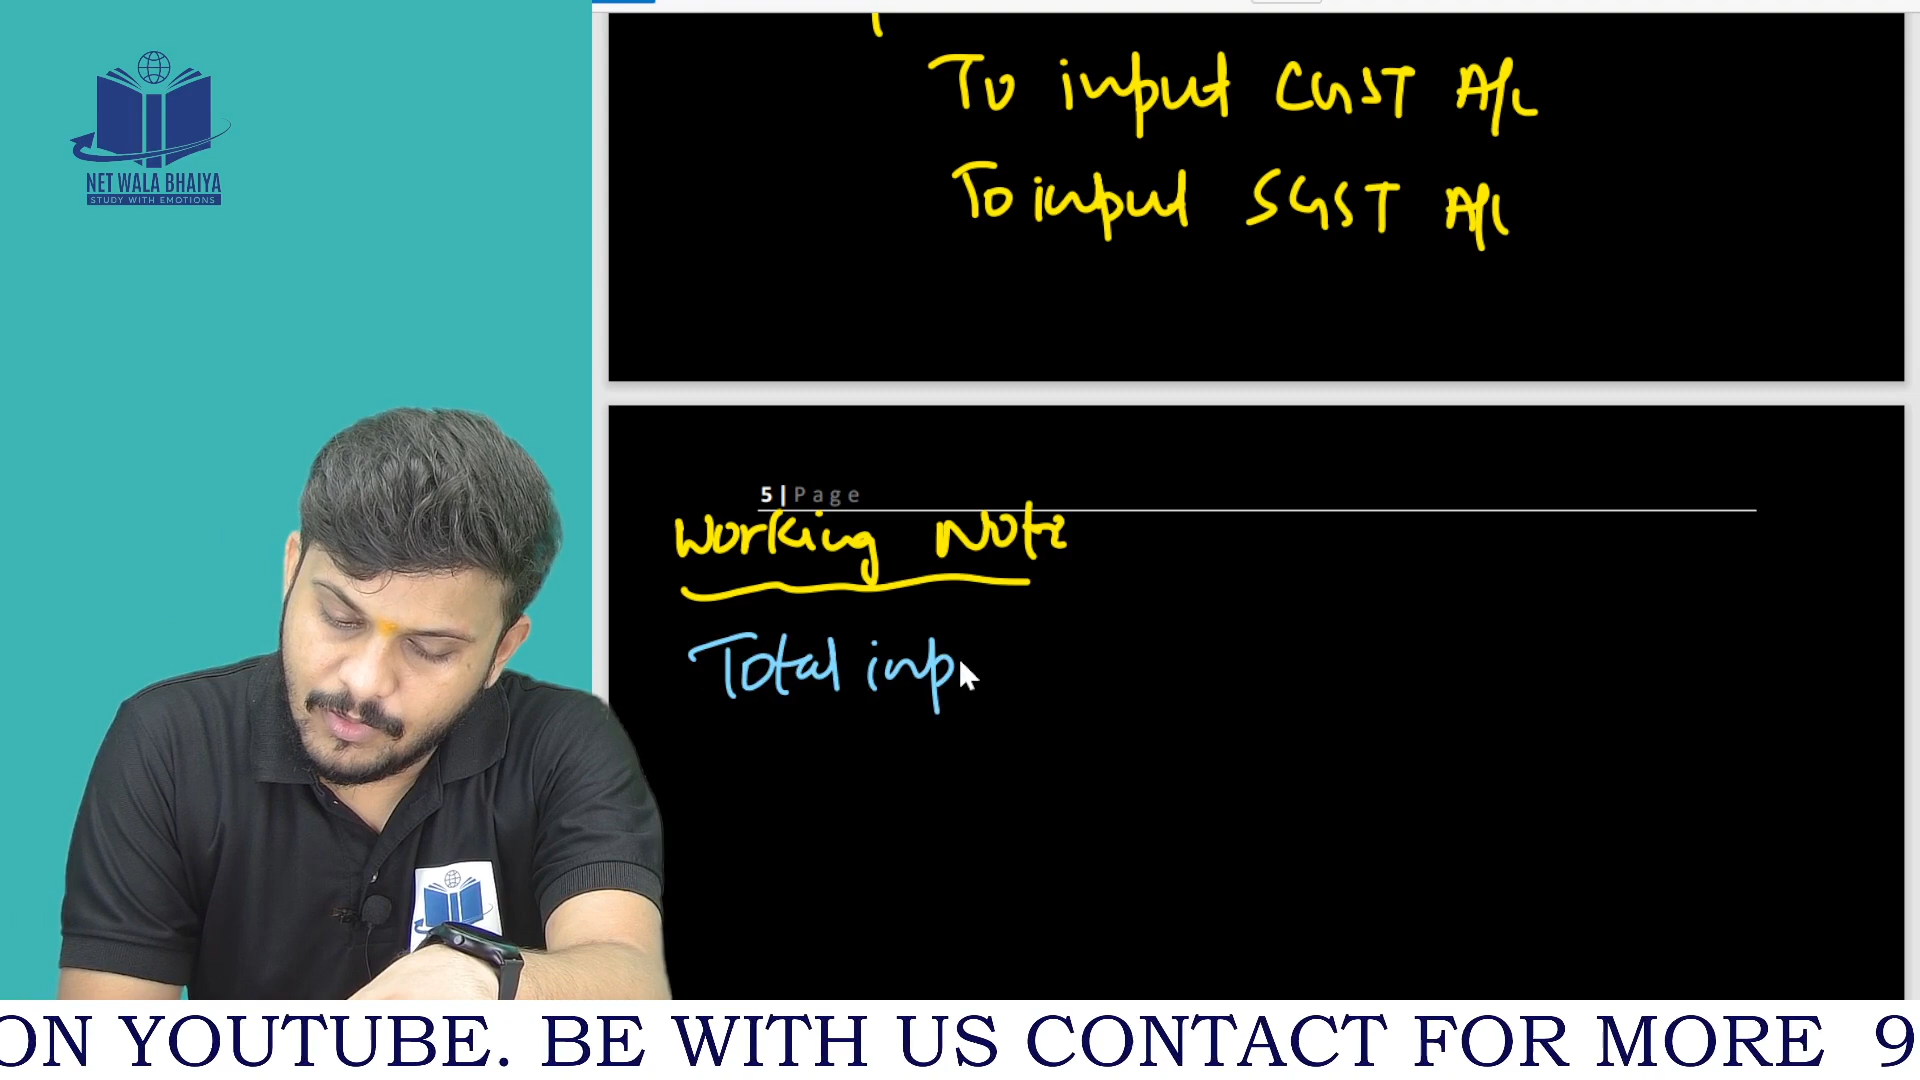 NET WALA BHAIYA
STUDY WITH EMOTIONS
To input CGST A/c
To input SGST A/c
5 | Page
Working Note
Total inp
ON YOUTUBE. BE WITH US CONTACT FOR MORE 9